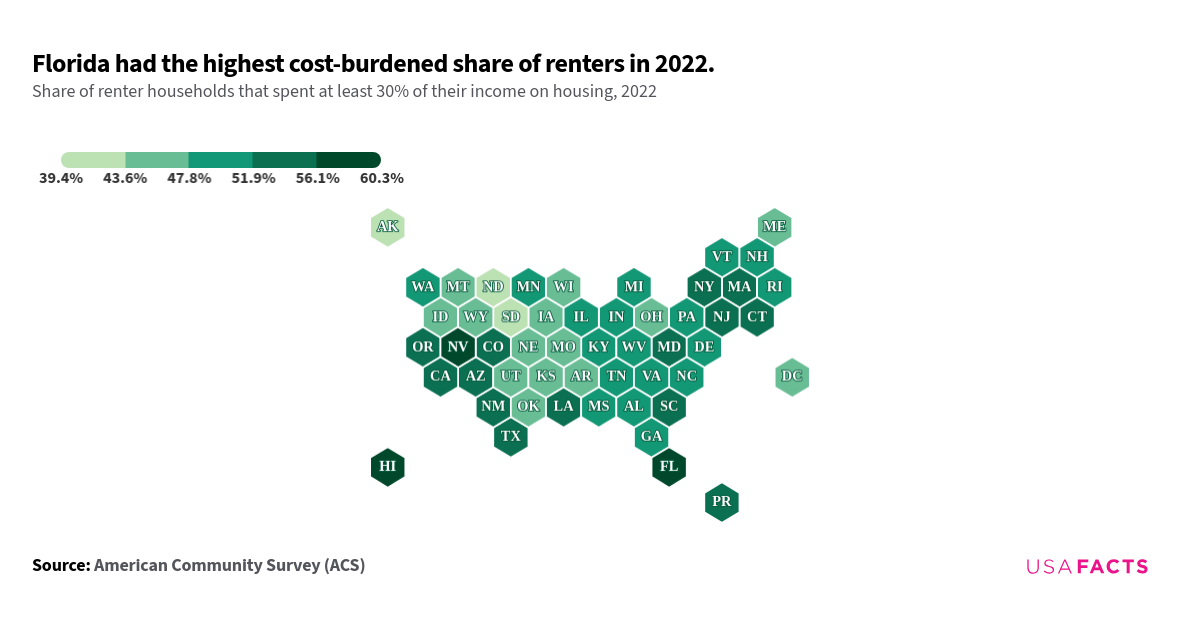 Florida had the highest cost-burdened share of renters in 2022.
Share of renter households that spent at least 30% of their income on housing, 2022
39.4% 43.6% 47.8% 51.9% 56.1% 60.3%
AK ME
VT NH
WA MT ND MN WI MI NY MA RI
ID WY SD IA IL IN OH PA NJ CT
OR NV CO NE MO KY WV MD DE
CA AZ UT KS AR TN VA NC DC
NM OK LA MS AL SC
TX GA
HI FL
PR
Source: American Community Survey (ACS)
USAFACTS